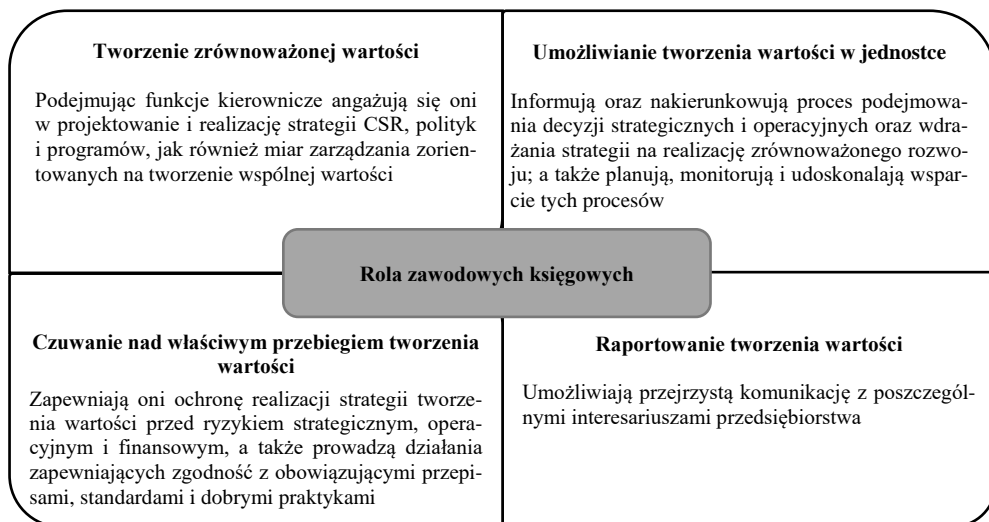 Tworzenie zrównoważonej wartości
Podejmując funkcje kierownicze angażują się oni
w projektowanie i realizację strategii CSR, polityk
i programów, jak również miar zarządzania zorien-
towanych na tworzenie wspólnej wartości
Umożliwianie tworzenia wartości w jednostce
Informują oraz nakierunkowują proces podejmowa-
nia decyzji strategicznych i operacyjnych oraz wdra-
żania strategii na realizację zrównoważonego rozwo-
ju; a także planują, monitorują i udoskonalają wspar-
cie tych procesów
Rola zawodowych księgowych
Czuwanie nad właściwym przebiegiem tworzenia
wartości
Zapewniają oni ochronę realizacji strategii tworze-
nia wartości przed ryzykiem strategicznym, opera-
cyjnym i finansowym, a także prowadzą działania
zapewniających zgodność z obowiązującymi przepi-
sami, standardami i dobrymi praktykami
Raportowanie tworzenia wartości
Umożliwiają przejrzystą komunikację z poszczegól-
nymi interesariuszami przedsiębiorstwa